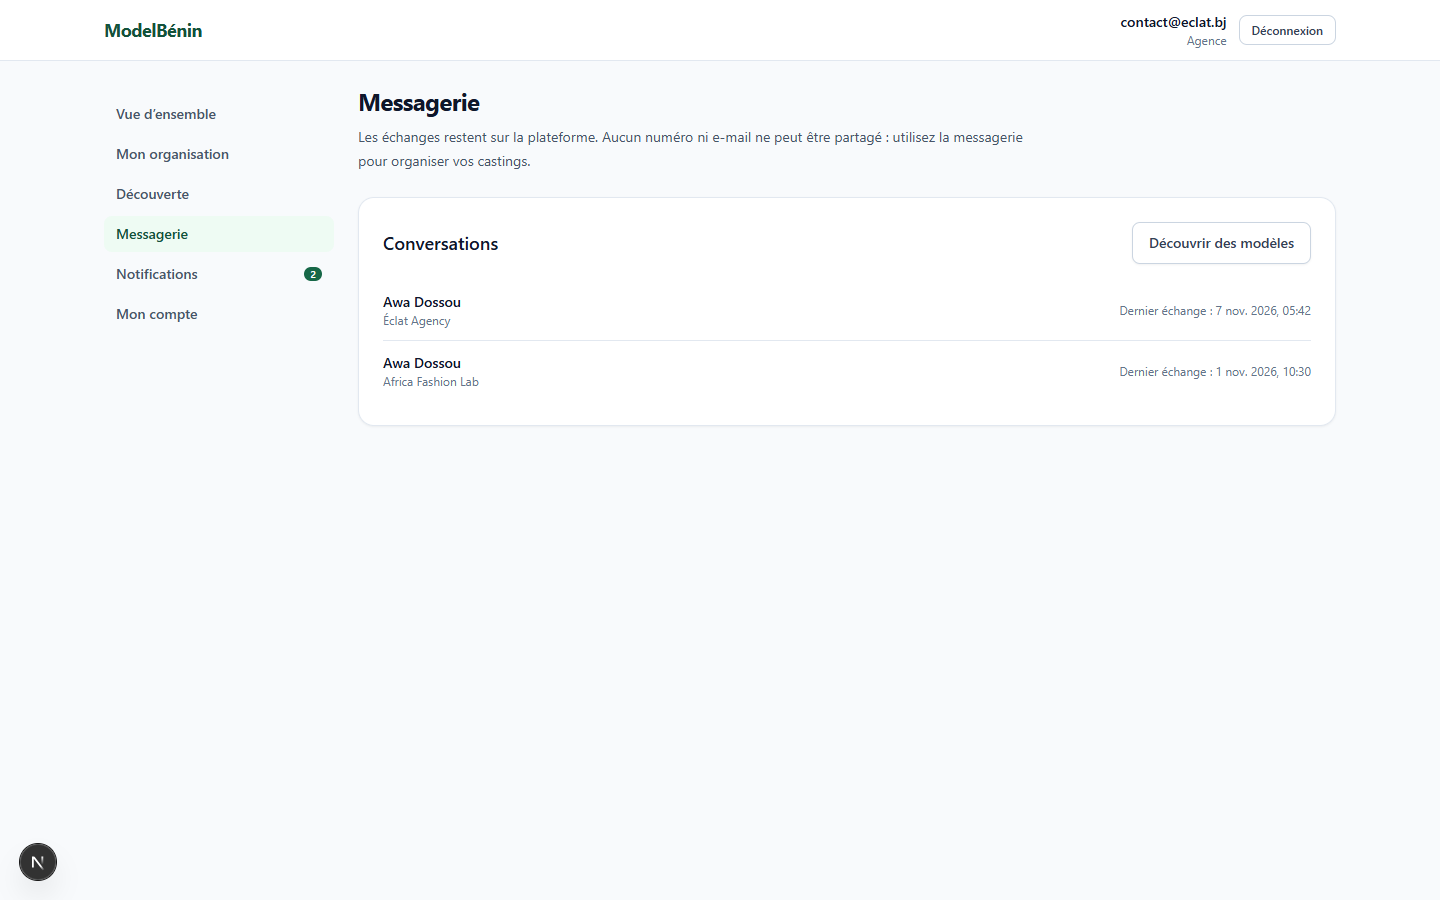 ModelBénin
contact@eclat.bj
Agence
Déconnexion
Vue d’ensemble
Mon organisation
Découverte
Messagerie
Notifications
2
Mon compte
Messagerie
Les échanges restent sur la plateforme. Aucun numéro ni e-mail ne peut être partagé : utilisez la messagerie
pour organiser vos castings.
Conversations
Découvrir des modèles
Awa Dossou
Éclat Agency
Dernier échange : 7 nov. 2026, 05:42
Awa Dossou
Africa Fashion Lab
Dernier échange : 1 nov. 2026, 10:30
N